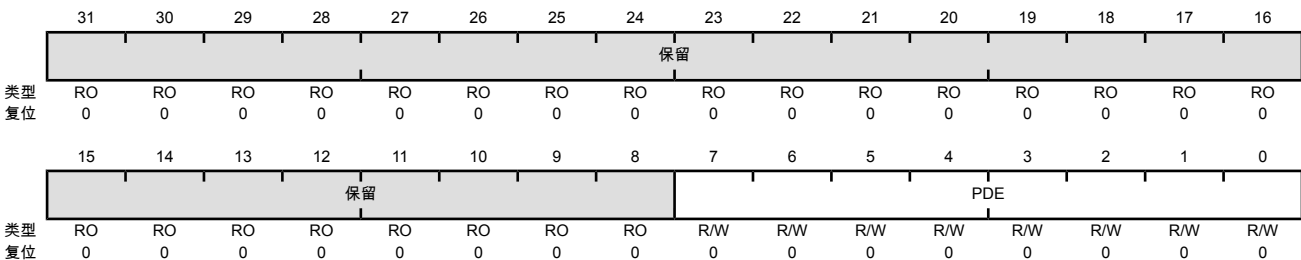 31 30 29 28 27 26 25 24 23 22 21 20 19 18 17 16
保留
类型 RO RO RO RO RO RO RO RO RO RO RO RO RO RO RO RO
复位 0 0 0 0 0 0 0 0 0 0 0 0 0 0 0 0
15 14 13 12 11 10 9 8 7 6 5 4 3 2 1 0
保留 PDE
类型 RO RO RO RO RO RO RO RO R/W R/W R/W R/W R/W R/W R/W R/W
复位 0 0 0 0 0 0 0 0 0 0 0 0 0 0 0 0